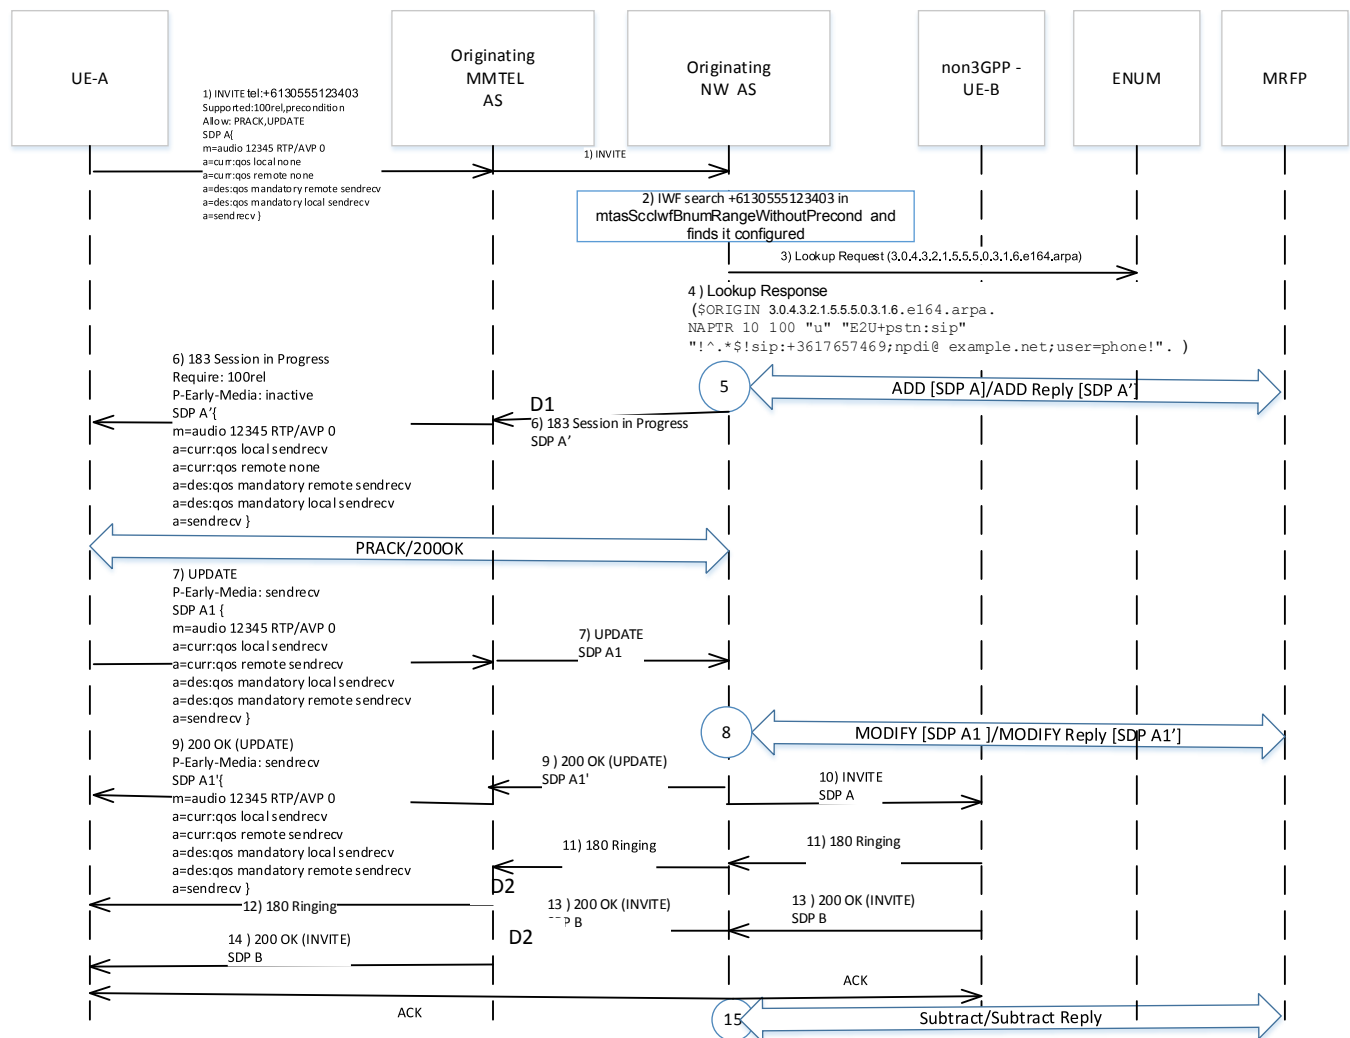 UE-A
Originating
MMTEL
AS
Originating
NW AS
non3GPP -
UE-B
ENUM
MRFP
1) INVITE tel:+6130555123403
Supported:100rel,precondition
Allow: PRACK,UPDATE
SDP A{
m=audio 12345 RTP/AVP 0
a=curr:qos local none
a=curr:qos remote none
a=des:qos mandatory remote sendrecv
a=des:qos mandatory local sendrecv
a=sendrecv }
1) INVITE
2) IWF search +6130555123403 in
mtasSccIwfBnumRangeWithoutPrecond and
finds it configured
3) Lookup Request (3.0.4.3.2.1.5.5.5.0.3.1.6.e164.arpa)
4 ) Lookup Response
($ORIGIN 3.0.4.3.2.1.5.5.5.0.3.1.6.e164.arpa.
NAPTR 10 100 "u" "E2U+pstn:sip"
"!^.*$!sip:+3617657469;npdi@ example.net;user=phone!". )
5
ADD [SDP A]/ADD Reply [SDP A’]
6) 183 Session in Progress
Require: 100rel
P-Early-Media: inactive
SDP A’{
m=audio 12345 RTP/AVP 0
a=curr:qos local sendrecv
a=curr:qos remote none
a=des:qos mandatory remote sendrecv
a=des:qos mandatory local sendrecv
a=sendrecv }
D1
6) 183 Session in Progress
SDP A’
PRACK/200OK
7) UPDATE
P-Early-Media: sendrecv
SDP A1 {
m=audio 12345 RTP/AVP 0
a=curr:qos local sendrecv
a=curr:qos remote sendrecv
a=des:qos mandatory local sendrecv
a=des:qos mandatory remote sendrecv
a=sendrecv }
7) UPDATE
SDP A1
8
MODIFY [SDP A1 ]/MODIFY Reply [SDP A1’]
9) 200 OK (UPDATE)
P-Early-Media: sendrecv
SDP A1'{
m=audio 12345 RTP/AVP 0
a=curr:qos local sendrecv
a=curr:qos remote sendrecv
a=des:qos mandatory local sendrecv
a=des:qos mandatory remote sendrecv
a=sendrecv }
9 ) 200 OK (UPDATE)
SDP A1'
10) INVITE
SDP A
11) 180 Ringing
11) 180 Ringing
D2
12) 180 Ringing
13 ) 200 OK (INVITE)
P B
13 ) 200 OK (INVITE)
SDP B
D2
14 ) 200 OK (INVITE)
SDP B
ACK
ACK
15
Subtract/Subtract Reply